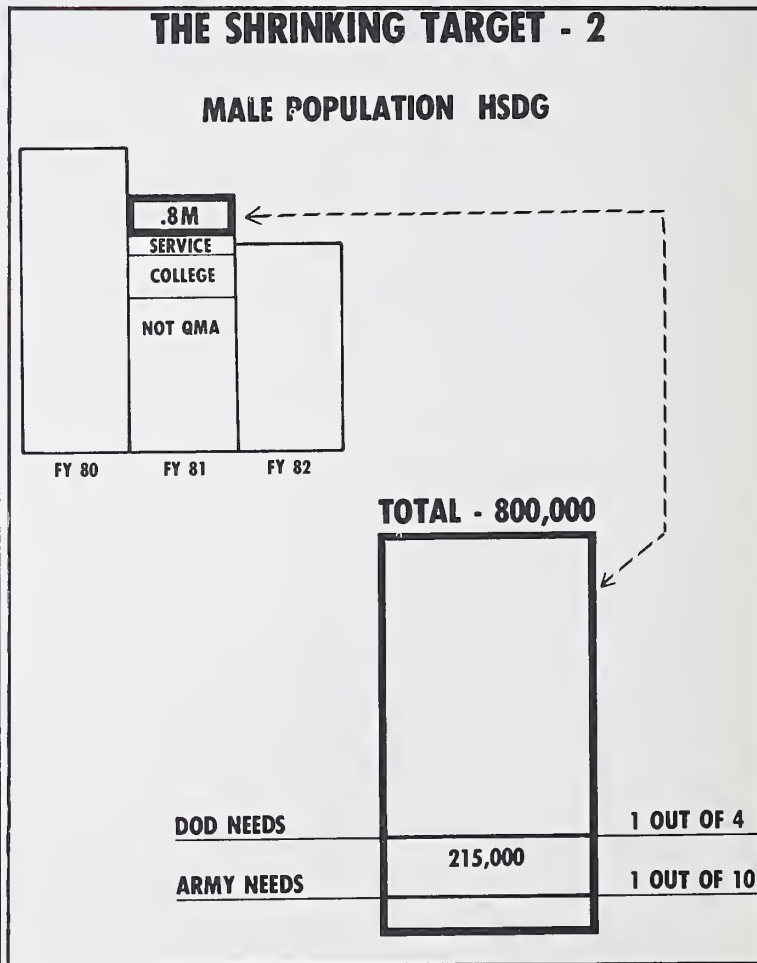 THE SHRINKING TARGET - 2
MALE POPULATION HSDG
.8M
SERVICE
COLLEGE
NOT QMA
FY 80
FY 81
FY 82
TOTAL - 800,000
DOD NEEDS
1 OUT OF 4
215,000
ARMY NEEDS
1 OUT OF 10